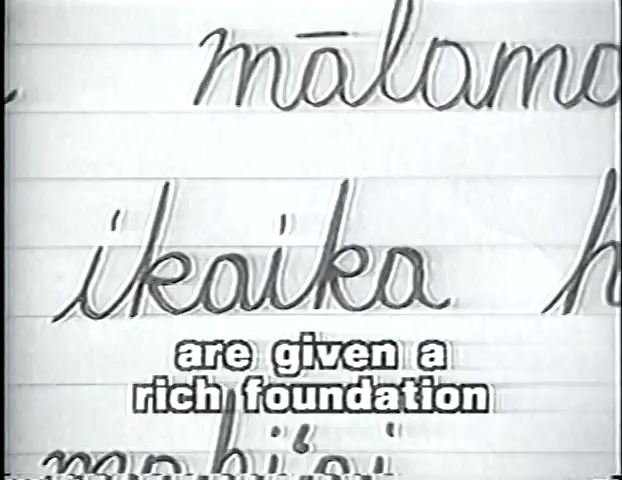 mālama
ikaika h
are given a
rich foundation